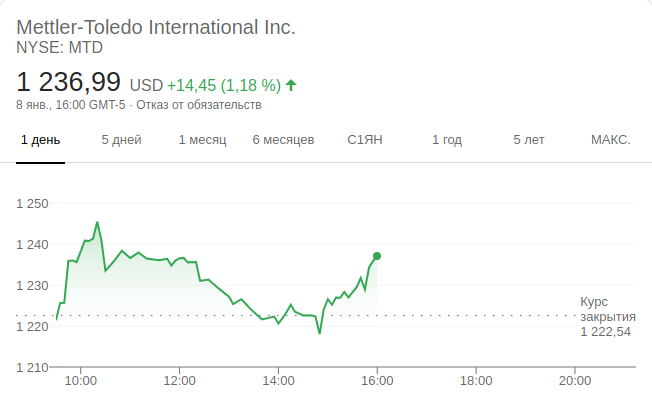 Mettler-Toledo International Inc.
NYSE: MTD
1 236,99 USD +14,45 (1,18 %)
8 янв., 16:00 GMT-5 · Отказ от обязательств
1 день 5 дней 1 месяц 6 месяцев С1ЯН 1 год 5 лет МАКС.
1 250
1 240
1 230
Курс
закрытия
1 220
1 222,54
1 210
10:00 12:00 14:00 16:00 18:00 20:00